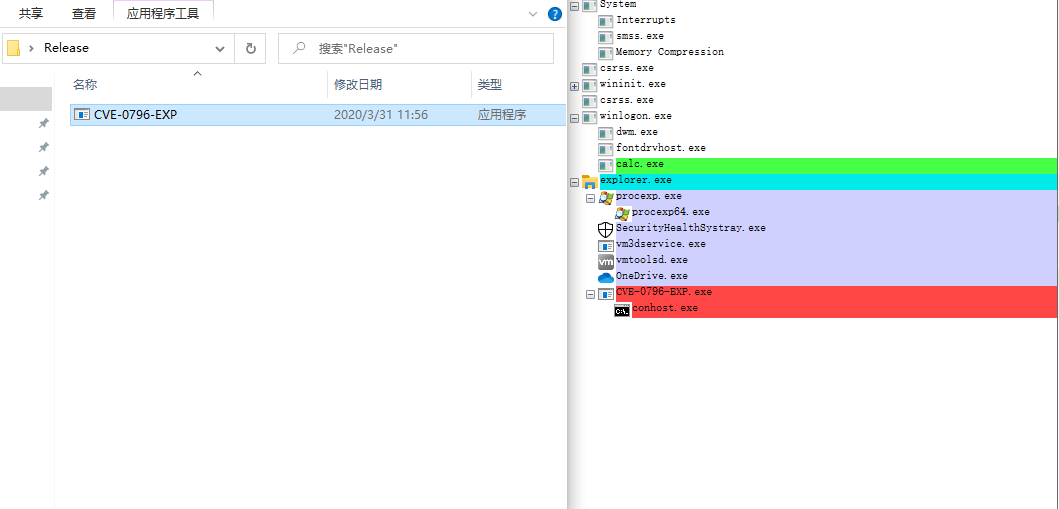 共享 查看 应用程序工具
Release
搜索"Release"
名称 修改日期 类型
CVE-0796-EXP 2020/3/31 11:56 应用程序
System
Interrupts
smss.exe
Memory Compression
csrss.exe
wininit.exe
csrss.exe
winlogon.exe
dwm.exe
fontdrvhost.exe
calc.exe
explorer.exe
procexp.exe
procexp64.exe
SecurityHealthSystray.exe
vm3dservice.exe
vmtoolsd.exe
OneDrive.exe
CVE-0796-EXP.exe
conhost.exe